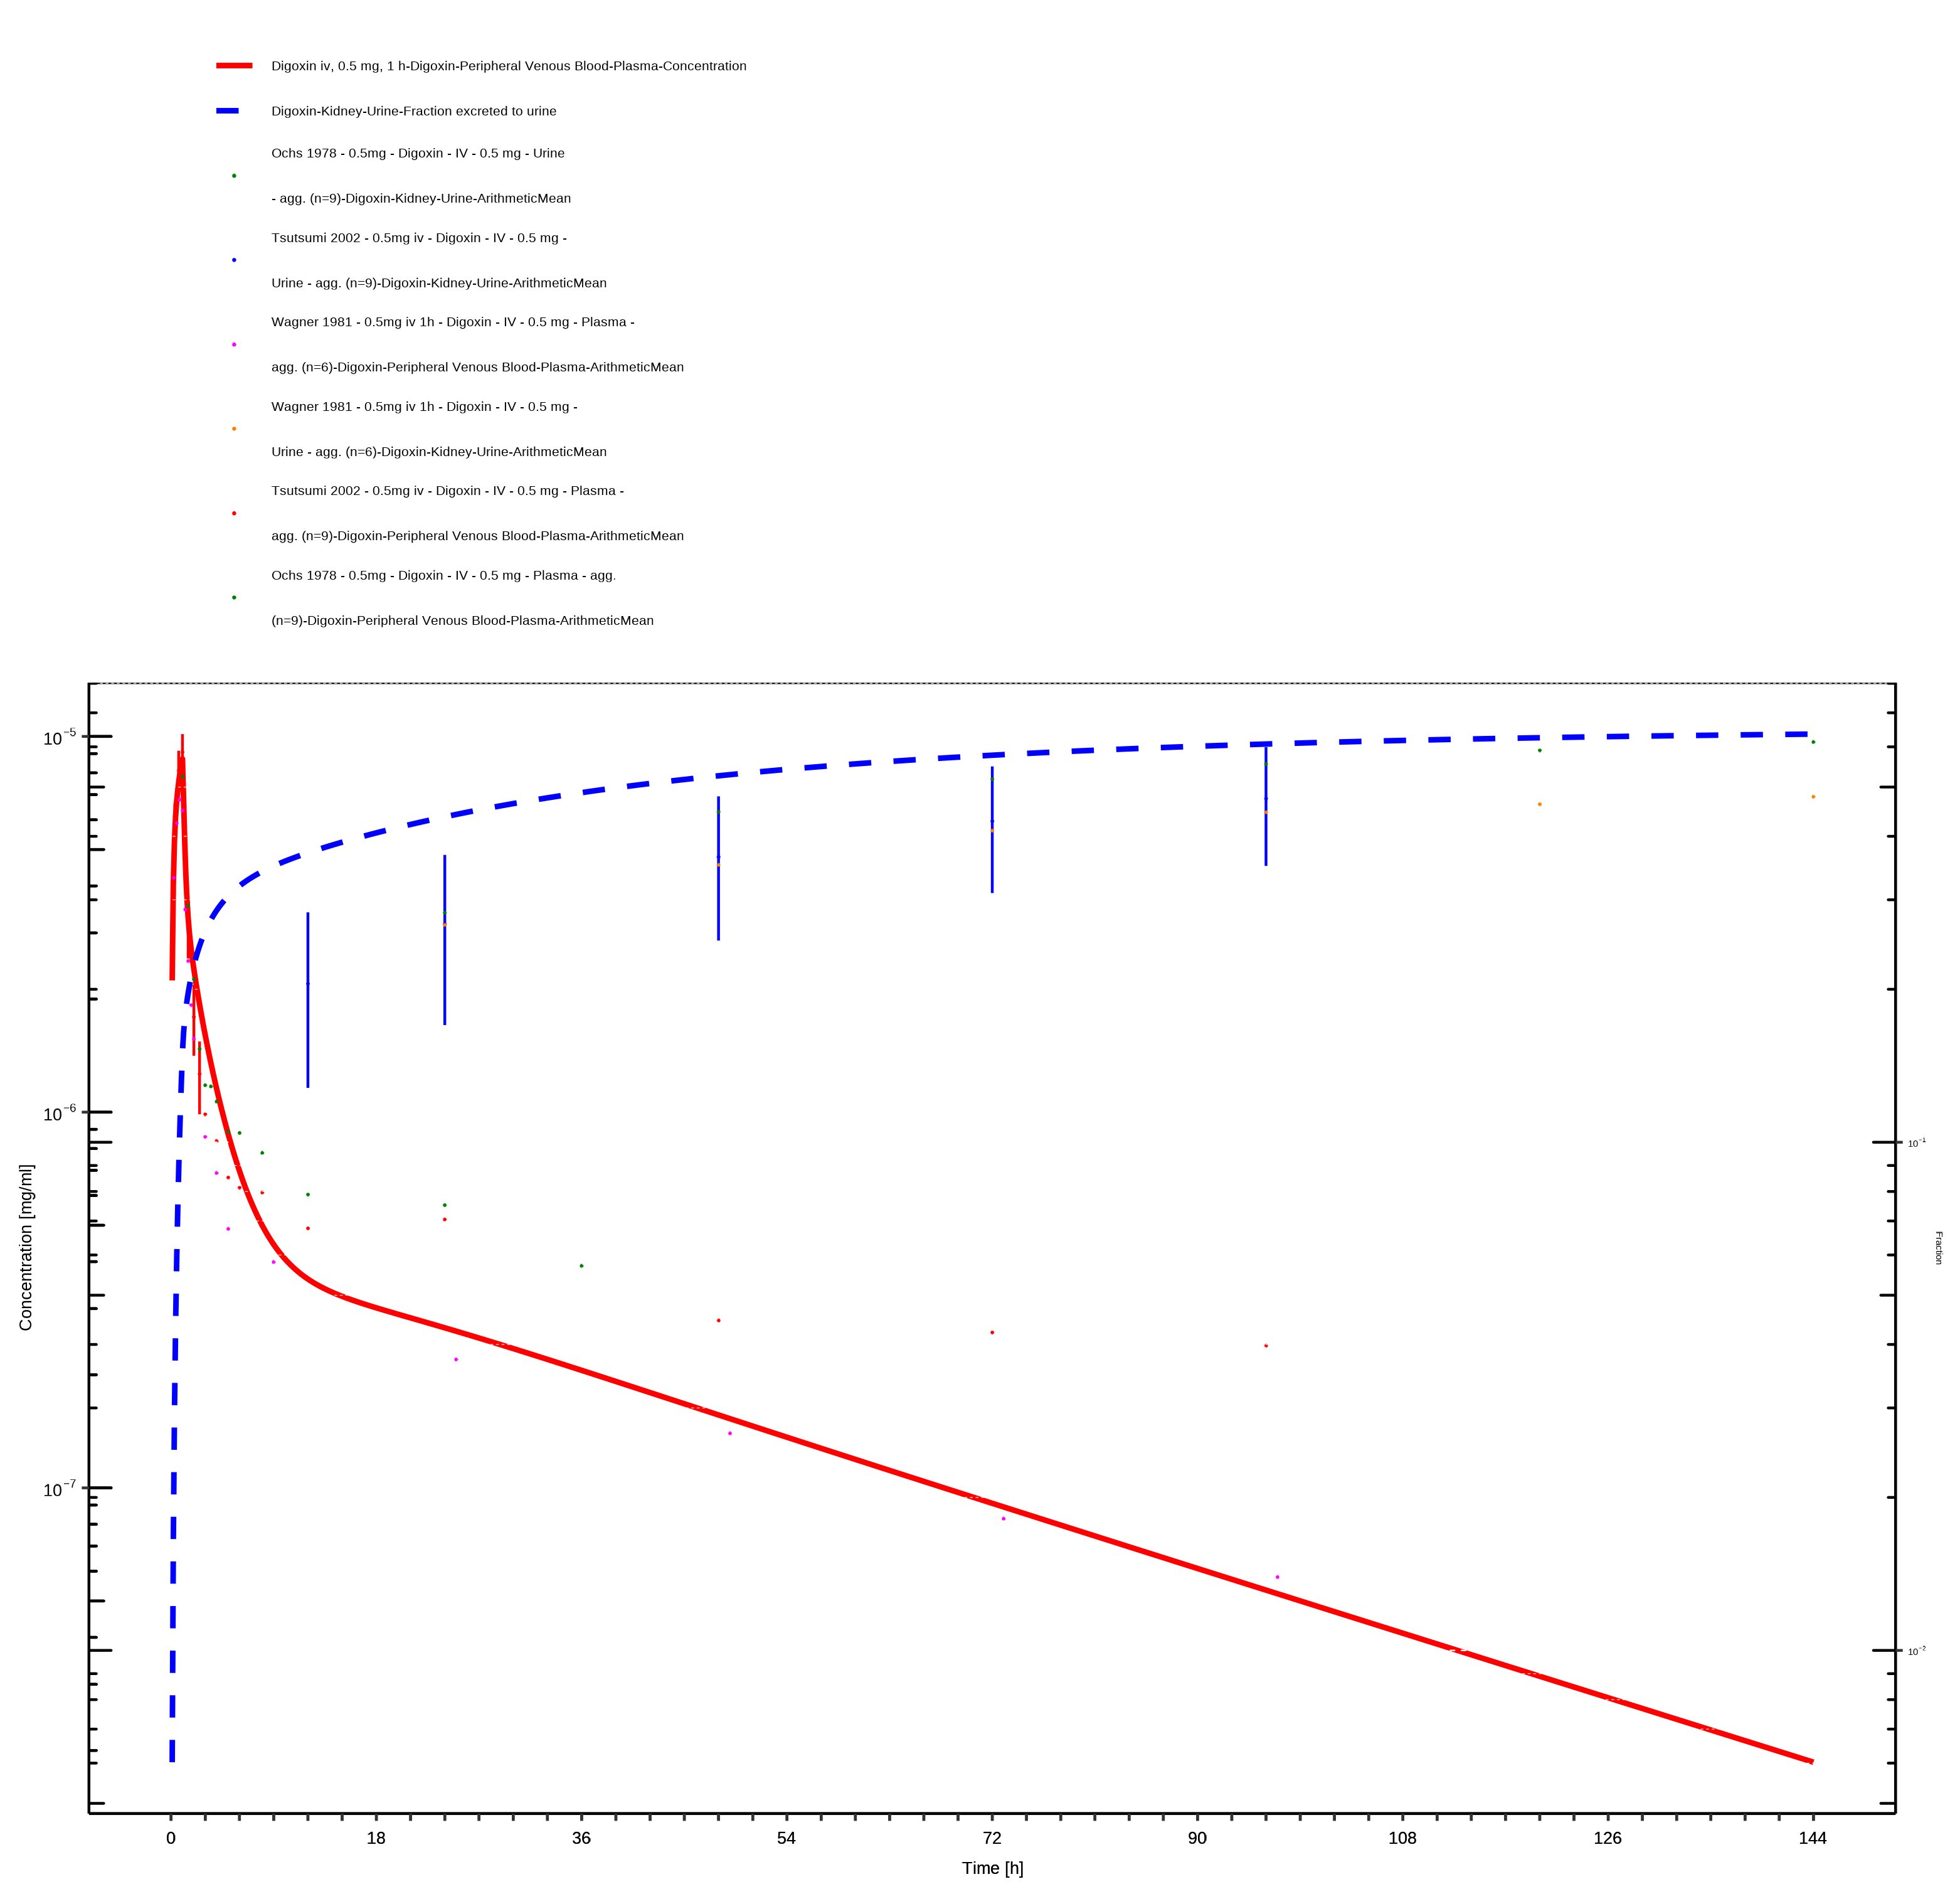 Digoxin iv, 0.5 mg, 1 h-Digoxin-Peripheral Venous Blood-Plasma-Concentration
Digoxin-Kidney-Urine-Fraction excreted to urine
Ochs 1978 - 0.5mg - Digoxin - IV - 0.5 mg - Urine
- agg. (n=9)-Digoxin-Kidney-Urine-ArithmeticMean
Tsutsumi 2002 - 0.5mg iv - Digoxin - IV - 0.5 mg -
Urine - agg. (n=9)-Digoxin-Kidney-Urine-ArithmeticMean
Wagner 1981 - 0.5mg iv 1h - Digoxin - IV - 0.5 mg - Plasma -
agg. (n=6)-Digoxin-Peripheral Venous Blood-Plasma-ArithmeticMean
Wagner 1981 - 0.5mg iv 1h - Digoxin - IV - 0.5 mg -
Urine - agg. (n=6)-Digoxin-Kidney-Urine-ArithmeticMean
Tsutsumi 2002 - 0.5mg iv - Digoxin - IV - 0.5 mg - Plasma -
agg. (n=9)-Digoxin-Peripheral Venous Blood-Plasma-ArithmeticMean
Ochs 1978 - 0.5mg - Digoxin - IV - 0.5 mg - Plasma - agg.
(n=9)-Digoxin-Peripheral Venous Blood-Plasma-ArithmeticMean
10⁻⁵
10⁻⁶
10⁻⁷
Concentration [mg/ml]
10⁻¹
10⁻²
Fraction
0 18 36 54 72 90 108 126 144
Time [h]